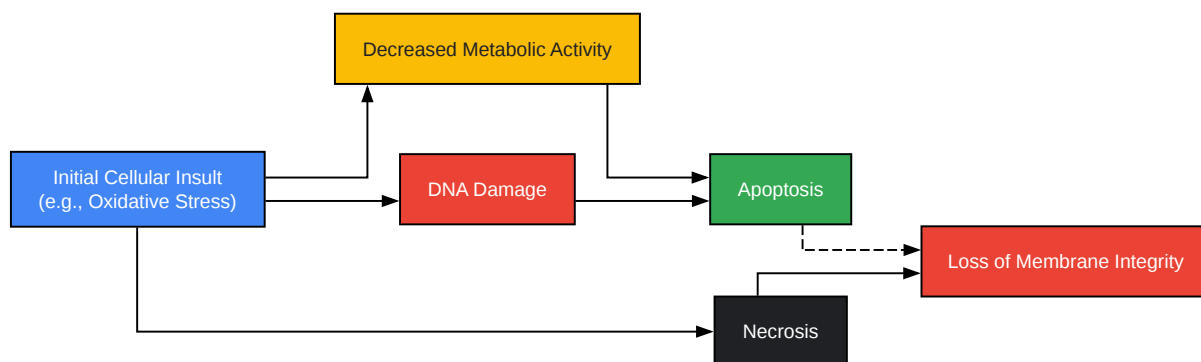 Decreased Metabolic Activity
Initial Cellular Insult
(e.g., Oxidative Stress)
DNA Damage
Apoptosis
Loss of Membrane Integrity
Necrosis